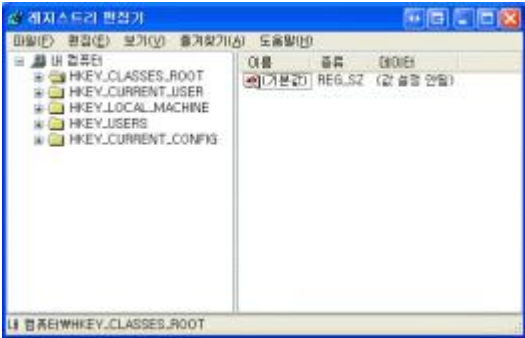 레지스트리 편집기
파일(F) 편집(E) 보기(V) 즐겨찾기(A) 도움말(H)
내 컴퓨터
HKEY_CLASSES_ROOT
HKEY_CURRENT_USER
HKEY_LOCAL_MACHINE
HKEY_USERS
HKEY_CURRENT_CONFIG
이름 종류 데이터
(기본값) REG_SZ (값 설정 안됨)
내 컴퓨터₩HKEY_CLASSES_ROOT